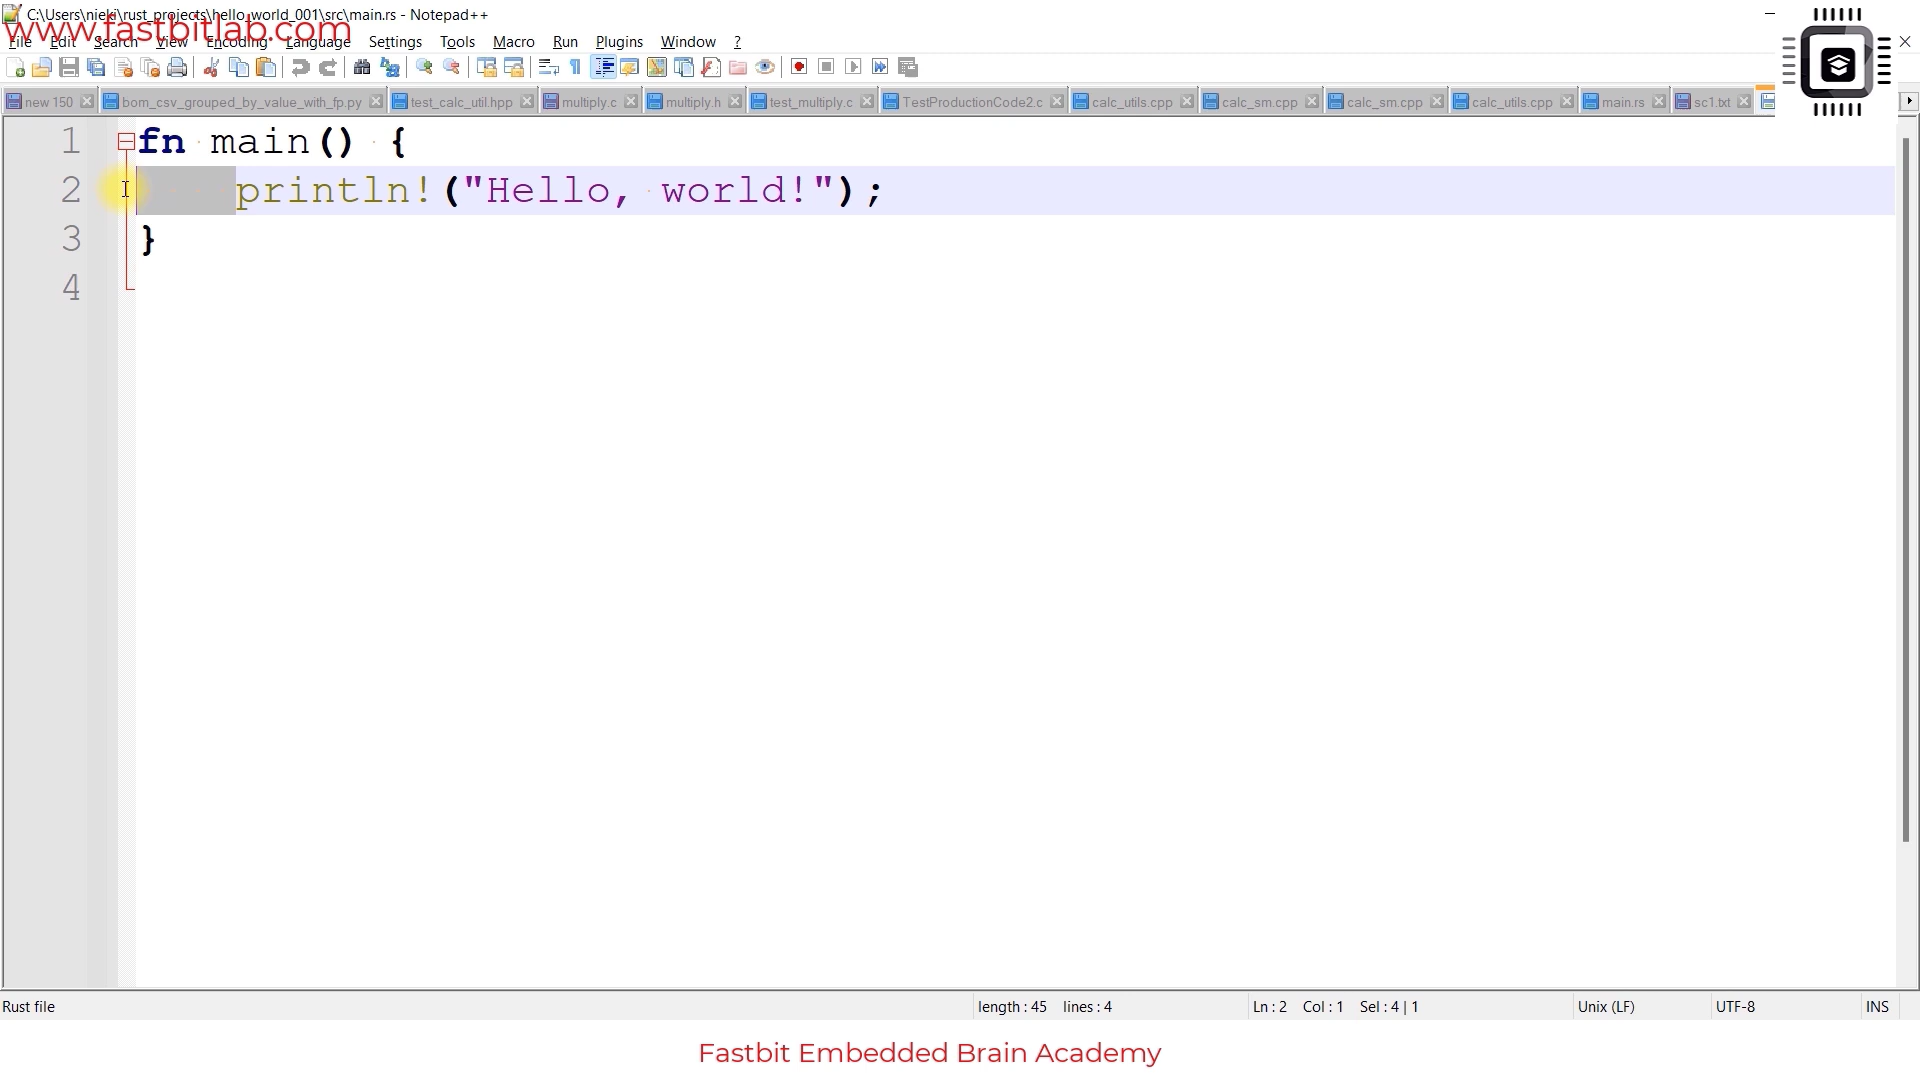 C:\Users\nieki\rust_projects\hello_world_001\src\main.rs - Notepad++
www.fastbitlab.com
File Edit Search View Encoding Language Settings Tools Macro Run Plugins Window ?
new 150 bom_csv_grouped_by_value_with_fp.py test_calc_util.hpp multiply.c multiply.h test_multiply.c TestProductionCode2.c calc_utils.cpp calc_sm.cpp calc_sm.cpp calc_utils.cpp main.rs sc1.txt
1 fn main() {
2 println!("Hello, world!");
3 }
4
Rust file length : 45 lines : 4 Ln : 2 Col : 1 Sel : 4 | 1 Unix (LF) UTF-8 INS
Fastbit Embedded Brain Academy